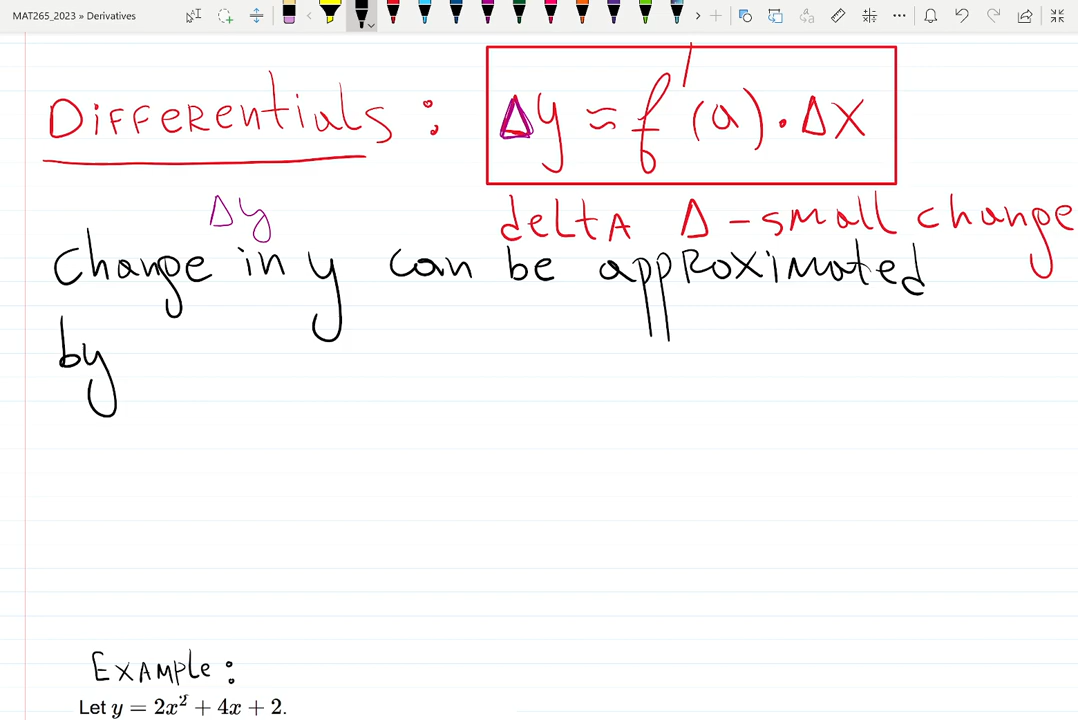 MAT265_2023 » Derivatives
Differentials : Δy ≈ f'(a) · Δx
delta Δ - small change
Δy
Change in y can be approximated
by
Example:
Let y = 2x² + 4x + 2.